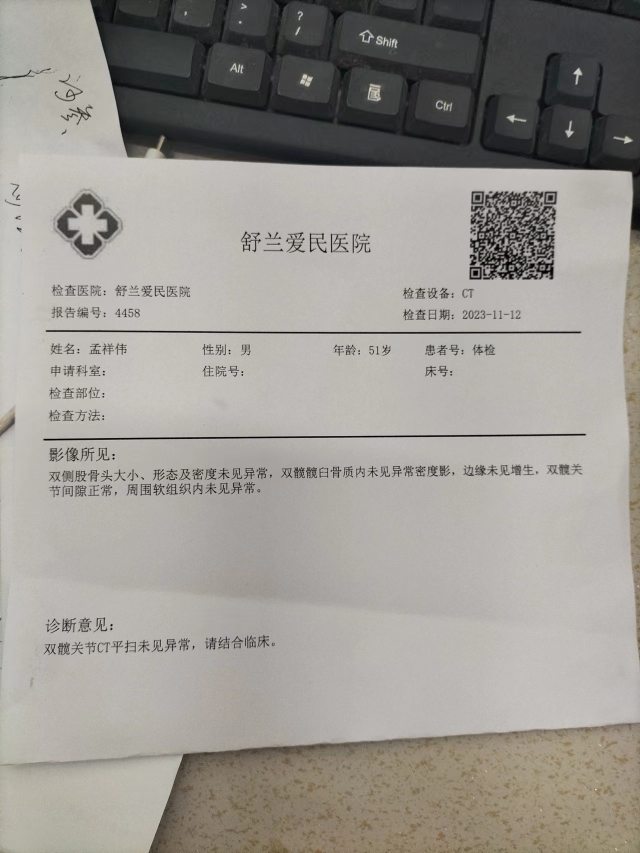 >
.
?
/
Shift
Alt
Ctrl
舒兰爱民医院
检查医院：舒兰爱民医院 检查设备：CT
报告编号：4458 检查日期：2023-11-12
姓名：孟祥伟 性别：男 年龄：51岁 患者号：体检
申请科室： 住院号： 床号：
检查部位：
检查方法：
影像所见：
双侧股骨头大小、形态及密度未见异常，双髋髋臼骨质内未见异常密度影，边缘未见增生，双髋关
节间隙正常，周围软组织内未见异常。
诊断意见：
双髋关节CT平扫未见异常，请结合临床。